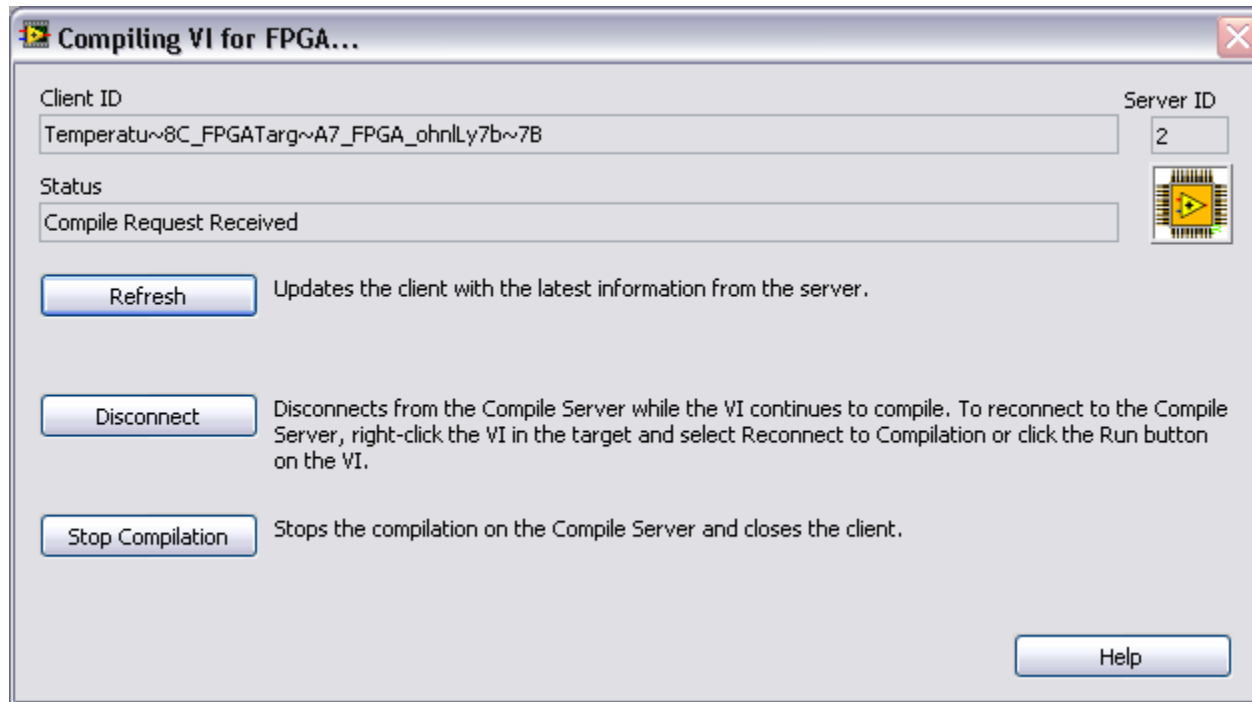 Compiling VI for FPGA...
Client ID
Server ID
Temperatu~8C_FPGATarg~A7_FPGA_ohnlLy7b~7B
2
Status
Compile Request Received
Refresh
Updates the client with the latest information from the server.
Disconnect
Disconnects from the Compile Server while the VI continues to compile. To reconnect to the Compile
Server, right-click the VI in the target and select Reconnect to Compilation or click the Run button
on the VI.
Stop Compilation
Stops the compilation on the Compile Server and closes the client.
Help